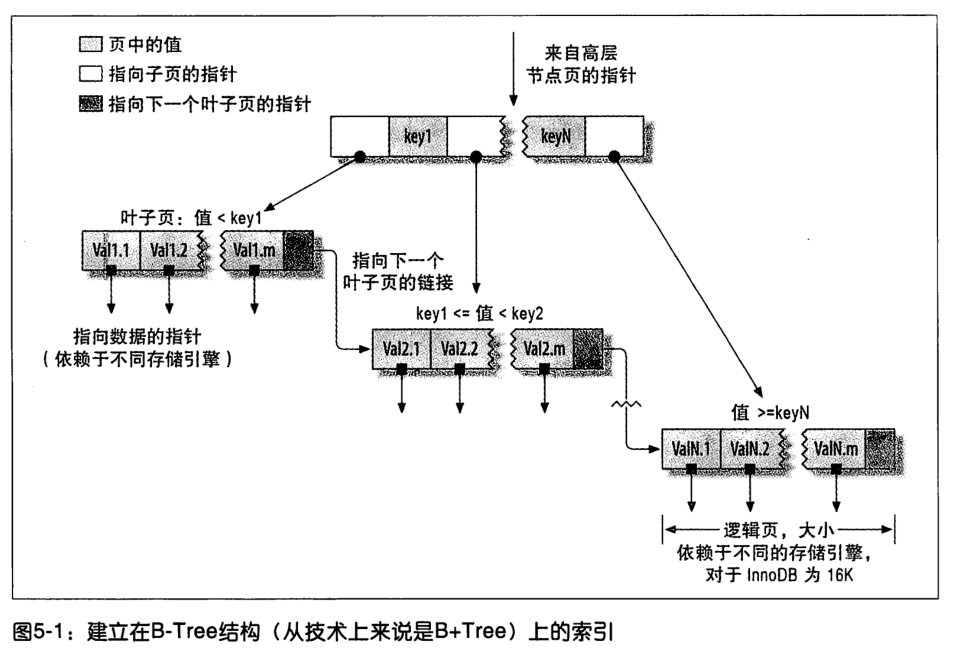 页中的值
指向子页的指针
指向下一个叶子页的指针
来自高层
节点页的指针
key1
keyN
叶子页：值 < key1
Val1.1
Val1.2
Val1.m
指向下一个
叶子页的链接
key1 <= 值 < key2
指向数据的指针
（依赖于不同存储引擎）
Val2.1
Val2.2
Val2.m
值 >=keyN
ValN.1
ValN.2
ValN.m
逻辑页，大小
依赖于不同的存储引擎，
对于 InnoDB 为 16K
图5-1：建立在B-Tree结构（从技术上来说是B+Tree）上的索引